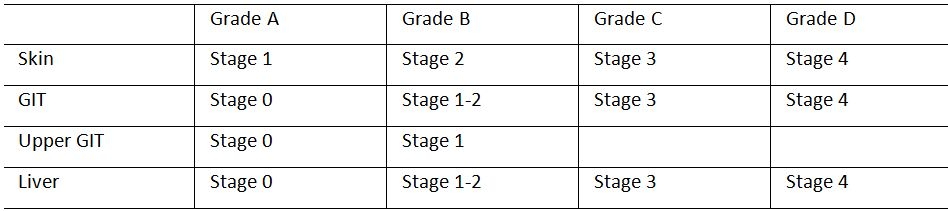 Grade A Grade B Grade C Grade D
Skin Stage 1 Stage 2 Stage 3 Stage 4
GIT Stage 0 Stage 1-2 Stage 3 Stage 4
Upper GIT Stage 0 Stage 1
Liver Stage 0 Stage 1-2 Stage 3 Stage 4